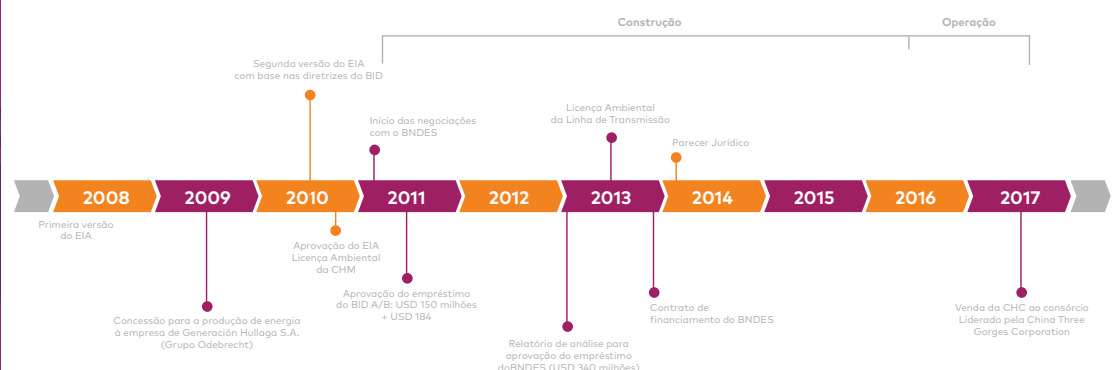 Construção
Operação
Segunda versão do EIA
com base nas diretrizes do BID
Início das negociações
com o BNDES
Licença Ambiental
da Linha de Transmissão
Parecer Jurídico
2008
2009
2010
2011
2012
2013
2014
2015
2016
2017
Primeira versão
do EIA
Concessão para a produção de energia
à empresa de Generación Hullaga S.A.
(Grupo Odebrecht)
Aprovação do EIA
Licença Ambiental
da CHM
Aprovação do empréstimo
do BID A/B: USD 150 milhões
+ USD 184
Relatório de análise para
aprovação do empréstimo
doBNDES (USD 340 milhões)
Contrato de
financiamento do BNDES
Venda da CHC ao consórcio
Liderado pela China Three
Gorges Corporation